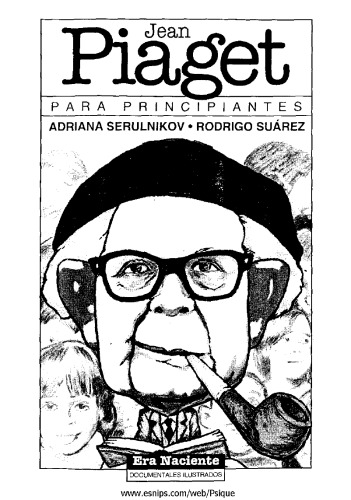 Jean
Piaget
PARA PRINCIPIANTES
ADRIANA SERULNIKOV • RODRIGO SUÁREZ
Era Naciente
DOCUMENTALES ILUSTRADOS
www.esnips.com/web/Psique